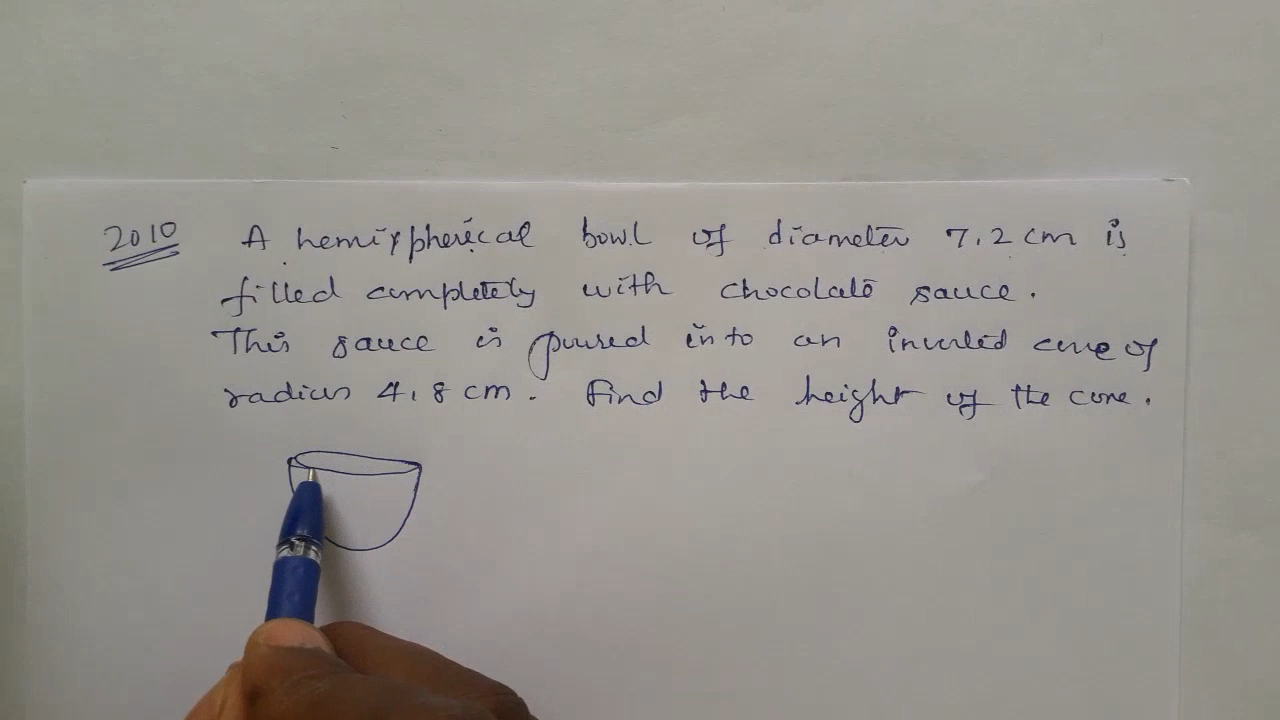 2010 A hemispherical bowl of diameter 7.2 cm is
filled completely with chocolate sauce.
This sauce is poured into an inverted cone of
radius 4.8 cm. Find the height of the cone.